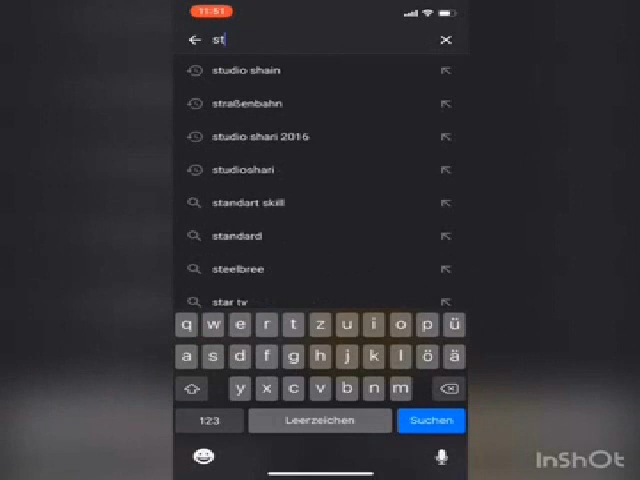 11:51
st
studio shain
straßenbahn
studio shari 2016
studioshari
standart skill
standard
steelbree
star tv
q w e r t z u i o p ü
a s d f g h j k l ö ä
y x c v b n m
123 Leerzeichen Suchen
InShOt